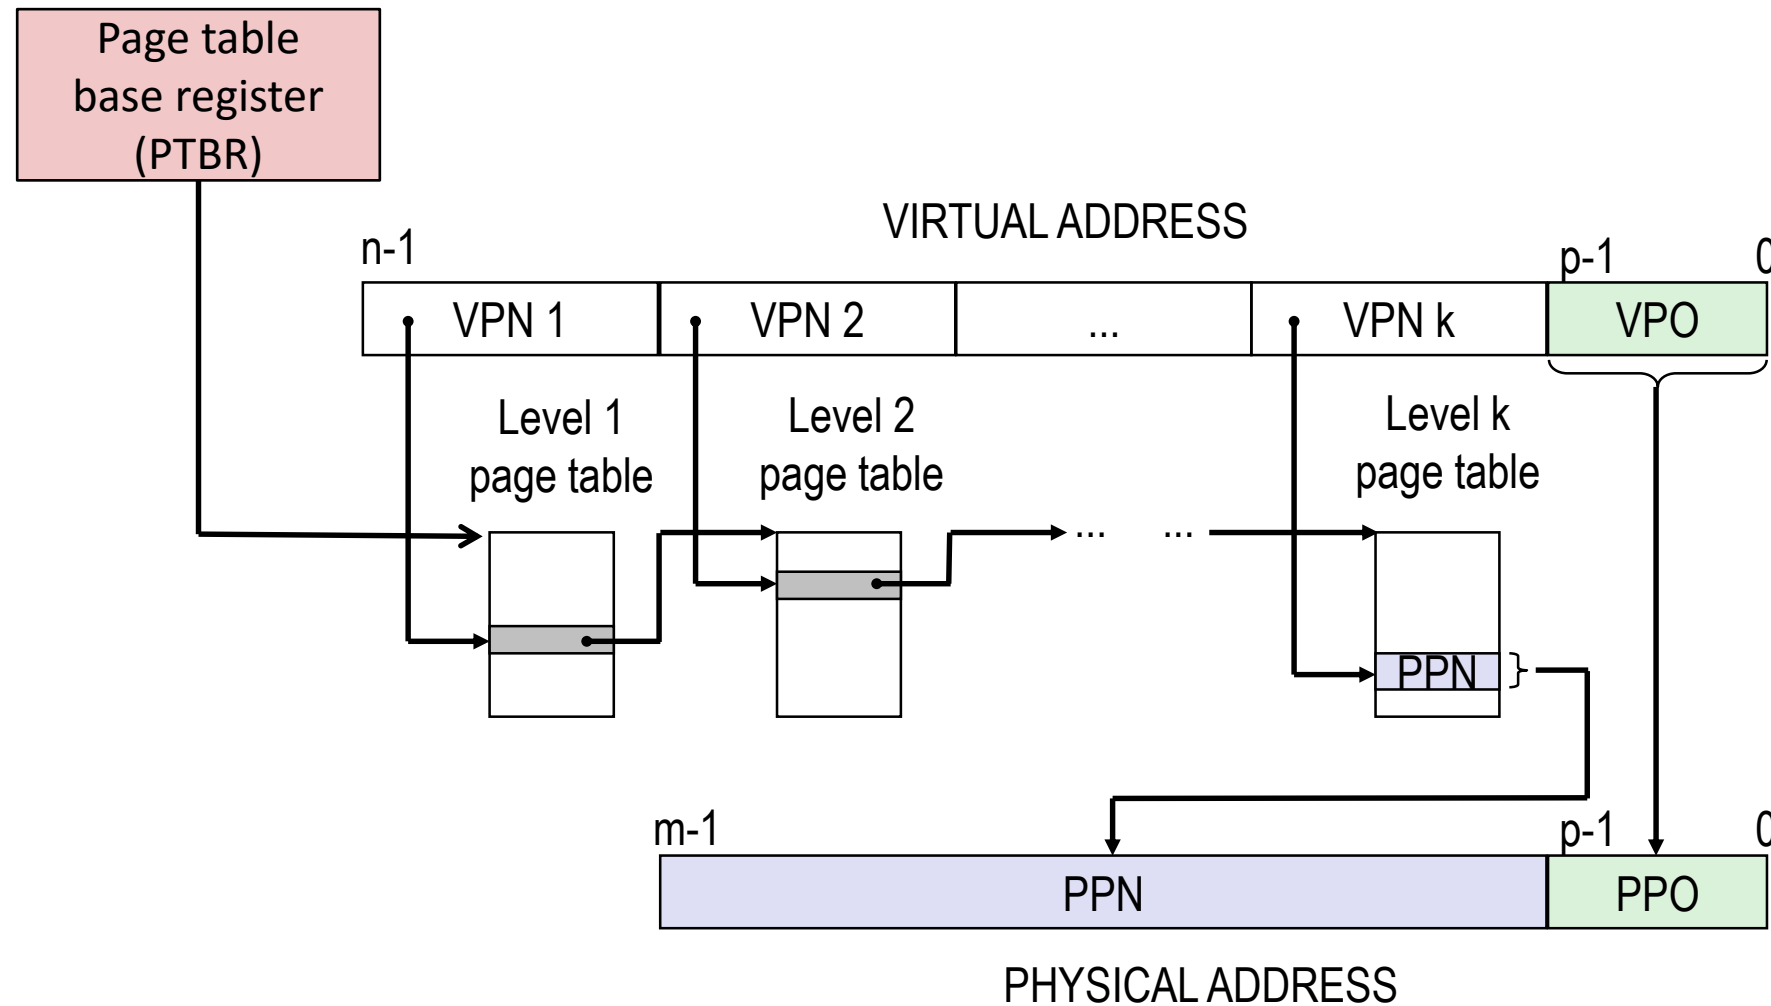 Page table
base register
(PTBR)
VIRTUAL ADDRESS
n-1
p-1
0
VPN 1
VPN 2
...
VPN k
VPO
Level 1
page table
Level 2
page table
Level k
page table
...
...
PPN
m-1
p-1
0
PPN
PPO
PHYSICAL ADDRESS